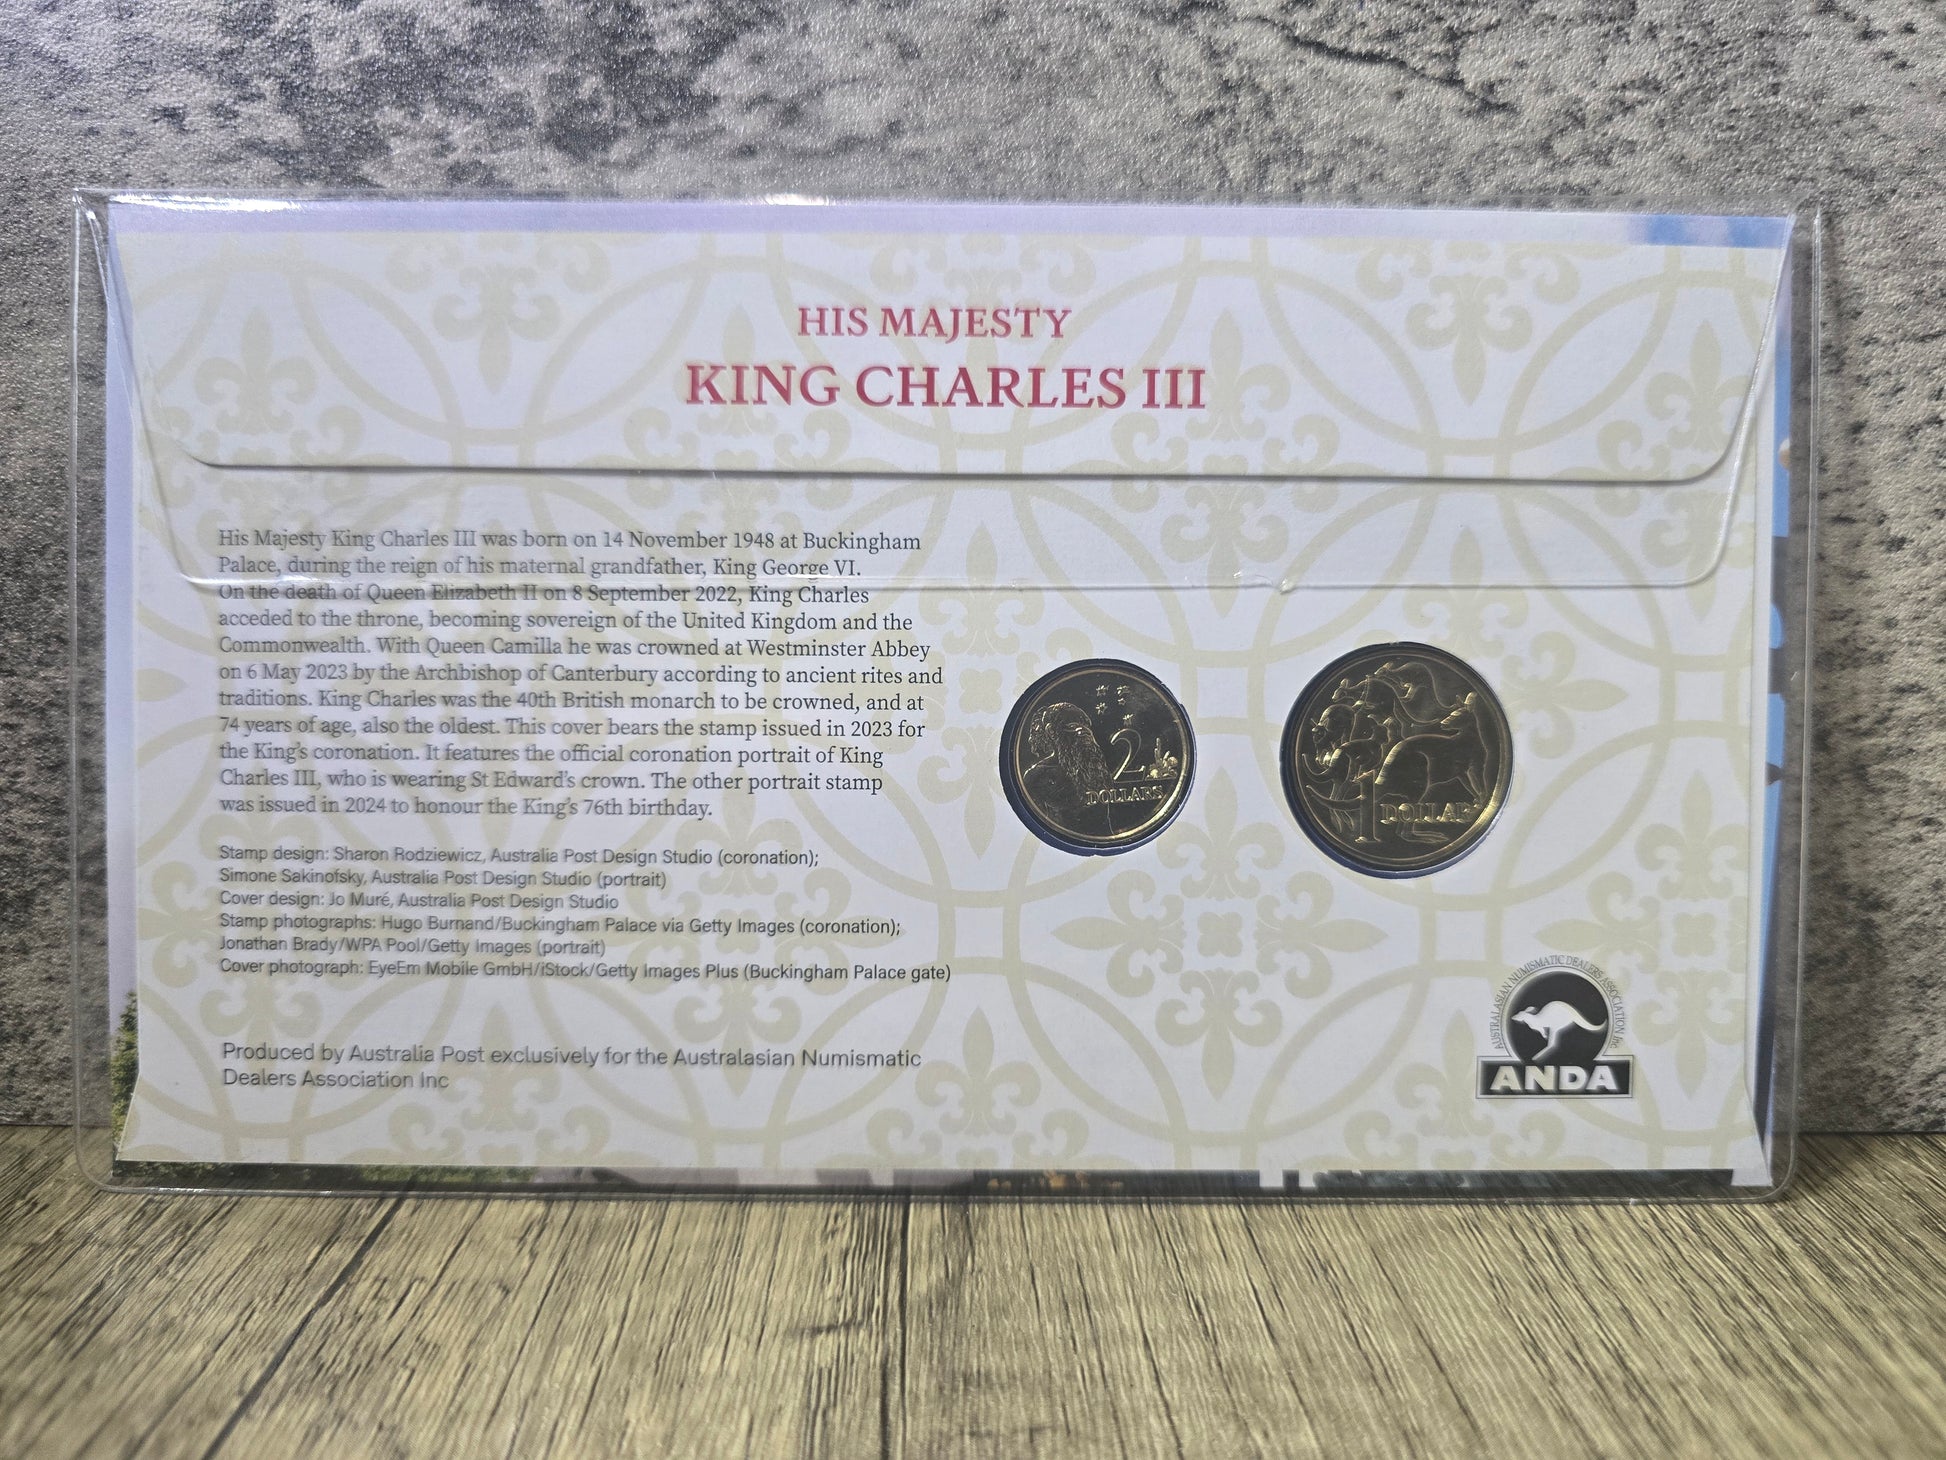 HIS MAJESTY
KING CHARLES III
His Majesty King Charles III was born on 14 November 1948 at Buckingham
Palace, during the reign of his maternal grandfather, King George VI.
On the death of Queen Elizabeth II on 8 September 2022, King Charles
acceded to the throne, becoming sovereign of the United Kingdom and the
Commonwealth. With Queen Camilla he was crowned at Westminster Abbey
on 6 May 2023 by the Archbishop of Canterbury according to ancient rites and
traditions. King Charles was the 40th British monarch to be crowned, and at
74 years of age, also the oldest. This cover bears the stamp issued in 2023 for
the King's coronation. It features the official coronation portrait of King
Charles III, who is wearing St Edward's crown. The other portrait stamp
was issued in 2024 to honour the King's 76th birthday.
Stamp design: Sharon Rodziewicz, Australia Post Design Studio (coronation);
Simone Sakinofsky, Australia Post Design Studio (portrait)
Cover design: Jo Muré, Australia Post Design Studio
Stamp photographs: Hugo Burnand/Buckingham Palace via Getty Images (coronation);
Jonathan Brady/WPA Pool/Getty Images (portrait)
Cover photograph: EyeEm Mobile GmbH/iStock/Getty Images Plus (Buckingham Palace gate)
Produced by Australia Post exclusively for the Australasian Numismatic
Dealers Association Inc
2
DOLLARS
1
DOLLAR
AUSTRALASIAN NUMISMATIC DEALERS ASSOCIATION Inc
ANDA